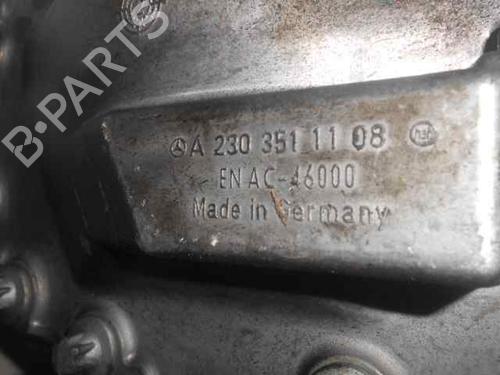 B-PARTS
A 230 351 11 08
EN AC-46000
Made in Germany